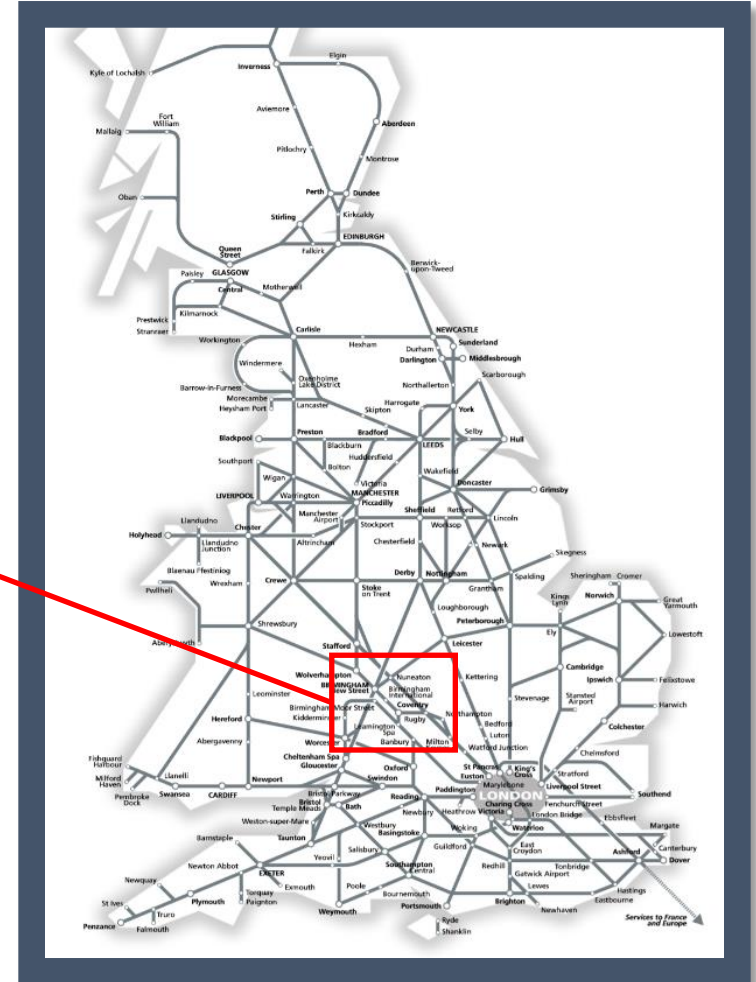 Elgin
Inverness
Kyle of Lochalsh
Aviemore
Fort
William
Mallaig
Aberdeen
Pitlochry
Montrose
Oban
Perth
Dundee
Stirling
Kirkcaldy
EDINBURGH
Queen
Street
Falkirk
Berwick-
upon-Tweed
Paisley
GLASGOW
Central
Motherwell
Prestwick
Kilmarnock
Stranraer
Carlisle
NEWCASTLE
Workington
Hexham
Sunderland
Durham
Darlington
Middlesbrough
Windermere
Scarborough
Oxenholme
Lake District
Barrow-in-Furness
Northallerton
Morecambe
Heysham Port
Lancaster
Harrogate
York
Skipton
Preston
Bradford
Selby
Blackpool
Blackburn
LEEDS
Hull
Huddersfield
Southport
Bolton
Wakefield
Wigan
Victoria
Doncaster
MANCHESTER
Piccadilly
LIVERPOOL
Warrington
Grimsby
Manchester
Airport
Sheffield
Retford
Llandudno
Stockport
Worksop
Lincoln
Chester
Holyhead
Llandudno
Junction
Altrincham
Chesterfield
Newark
Blaenau Ffestiniog
Skegness
Pwllheli
Wrexham
Crewe
Stoke
on Trent
Derby
Nottingham
Grantham
Spalding
Sheringham
Cromer
Kings
Lynn
Norwich
Great
Yarmouth
Loughborough
Shrewsbury
Peterborough
Ely
Aberystwyth
Stafford
Leicester
Lowestoft
Wolverhampton
Nuneaton
Kettering
Cambridge
BIRMINGHAM
New Street
Birmingham
International
Ipswich
Felixstowe
Leominster
Coventry
Stevenage
Stansted
Airport
Birmingham Moor Street
Kidderminster
Rugby
Northampton
Harwich
Hereford
Leamington
Spa
Bedford
Colchester
Worcester
Banbury
Milton
Luton
Abergavenny
Watford Junction
Cheltenham Spa
Chelmsford
Fishguard
Harbour
Gloucester
Oxford
St Pancras
King's
Cross
Milford
Haven
Llanelli
Newport
Swindon
Euston
Stratford
Pembroke
Dock
Swansea
CARDIFF
Bristol Parkway
Reading
Paddington
Marylebone
Liverpool Street
LONDON
Southend
Bristol
Temple Meads
Bath
Charing Cross
Fenchurch Street
Newbury
Heathrow
Victoria
London Bridge
Ebbsfleet
Weston-super-Mare
Westbury
Waterloo
Margate
Barnstaple
Taunton
Basingstoke
Woking
East
Croydon
Canterbury
Yeovil
Salisbury
Guildford
Ashford
Newton Abbot
Southampton
Central
Redhill
Tonbridge
Dover
EXETER
Gatwick Airport
Newquay
Exmouth
Poole
Lewes
Hastings
Torquay
Paignton
Bournemouth
Eastbourne
St Ives
Plymouth
Weymouth
Portsmouth
Brighton
Newhaven
Truro
Ryde
Services to France
and Europe
Penzance
Falmouth
Shanklin